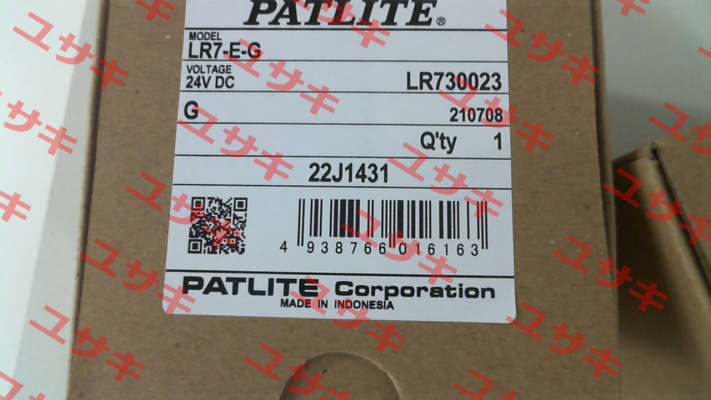 PATLITE®
MODEL
LR7-E-G
VOLTAGE
24V DC
LR730023
G
210708
Q'ty 1
22J1431
4 938766 016163
PATLITE Corporation
MADE IN INDONESIA
ユサキ